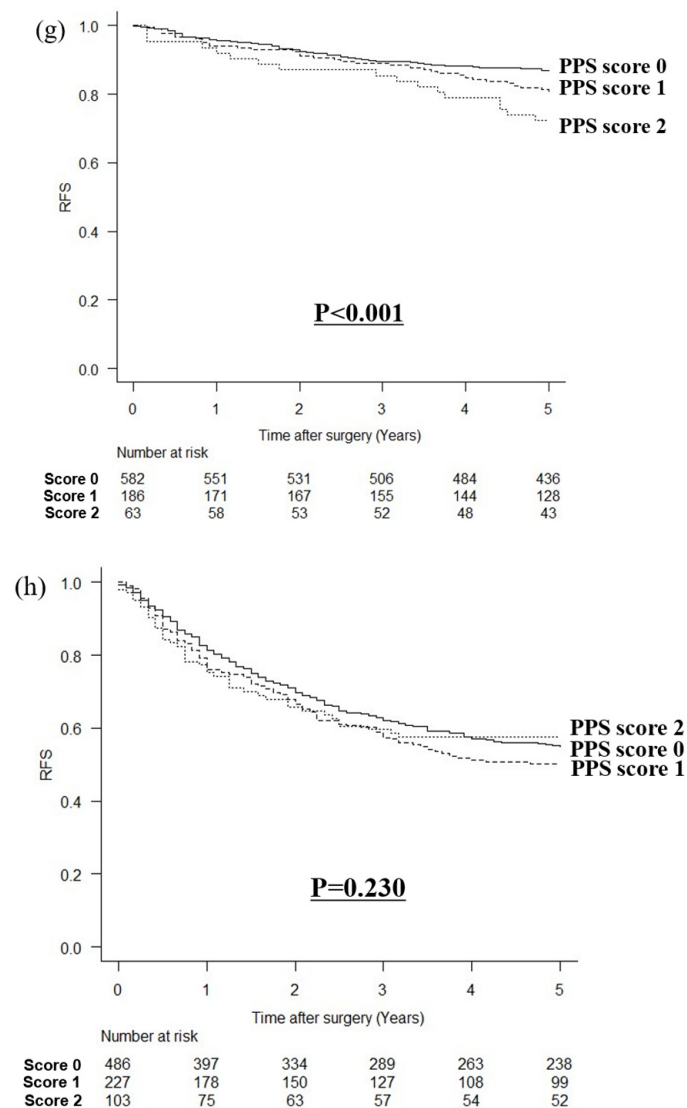 (g)
1.0
0.8
0.6
0.4
0.2
0.0
RFS
PPS score 0
PPS score 1
PPS score 2
P<0.001
0 1 2 3 4 5
Time after surgery (Years)
Number at risk
Score 0 582 551 531 506 484 436
Score 1 186 171 167 155 144 128
Score 2 63 58 53 52 48 43
(h)
1.0
0.8
0.6
0.4
0.2
0.0
RFS
PPS score 2
PPS score 0
PPS score 1
P=0.230
0 1 2 3 4 5
Time after surgery (Years)
Number at risk
Score 0 486 397 334 289 263 238
Score 1 227 178 150 127 108 99
Score 2 103 75 63 57 54 52